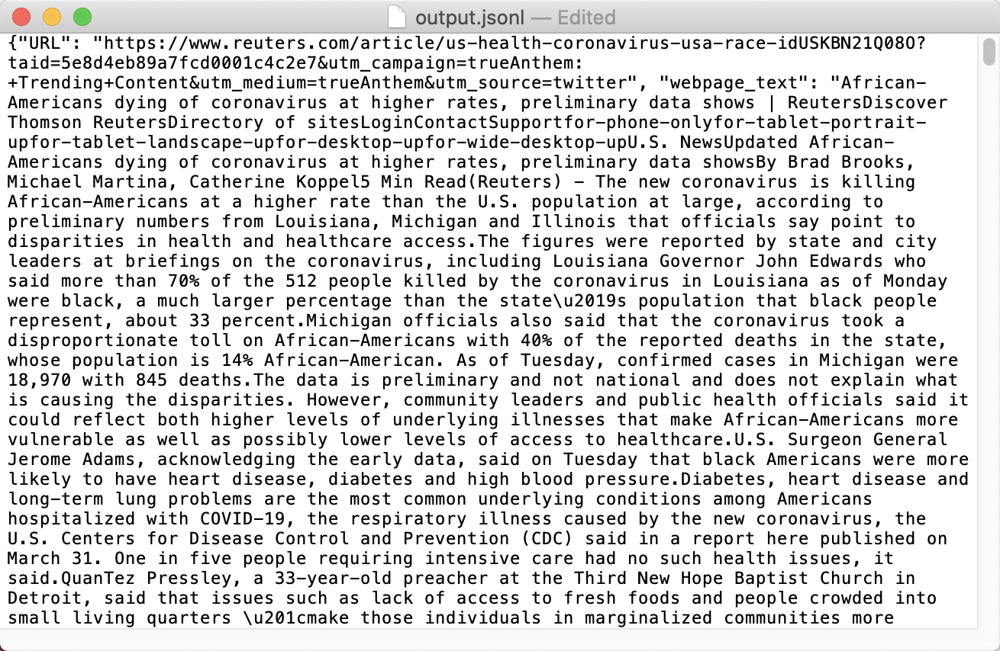 output.jsonl — Edited
{"URL": "https://www.reuters.com/article/us-health-coronavirus-usa-race-idUSKBN21Q08O?
taid=5e8d4eb89a7fcd0001c4c2e7&utm_campaign=trueAnthem:
+Trending+Content&utm_medium=trueAnthem&utm_source=twitter", "webpage_text": "African-
Americans dying of coronavirus at higher rates, preliminary data shows | ReutersDiscover
Thomson ReutersDirectory of sitesLoginContactSupportfor-phone-onlyfor-tablet-portrait-
upfor-tablet-landscape-upfor-desktop-upfor-wide-desktop-upU.S. NewsUpdated African-
Americans dying of coronavirus at higher rates, preliminary data showsBy Brad Brooks,
Michael Martina, Catherine Koppel5 Min Read(Reuters) - The new coronavirus is killing
African-Americans at a higher rate than the U.S. population at large, according to
preliminary numbers from Louisiana, Michigan and Illinois that officials say point to
disparities in health and healthcare access.The figures were reported by state and city
leaders at briefings on the coronavirus, including Louisiana Governor John Edwards who
said more than 70% of the 512 people killed by the coronavirus in Louisiana as of Monday
were black, a much larger percentage than the state\u2019s population that black people
represent, about 33 percent.Michigan officials also said that the coronavirus took a
disproportionate toll on African-Americans with 40% of the reported deaths in the state,
whose population is 14% African-American. As of Tuesday, confirmed cases in Michigan were
18,970 with 845 deaths.The data is preliminary and not national and does not explain what
is causing the disparities. However, community leaders and public health officials said it
could reflect both higher levels of underlying illnesses that make African-Americans more
vulnerable as well as possibly lower levels of access to healthcare.U.S. Surgeon General
Jerome Adams, acknowledging the early data, said on Tuesday that black Americans were more
likely to have heart disease, diabetes and high blood pressure.Diabetes, heart disease and
long-term lung problems are the most common underlying conditions among Americans
hospitalized with COVID-19, the respiratory illness caused by the new coronavirus, the
U.S. Centers for Disease Control and Prevention (CDC) said in a report here published on
March 31. One in five people requiring intensive care had no such health issues, it
said.QuanTez Pressley, a 33-year-old preacher at the Third New Hope Baptist Church in
Detroit, said that issues such as lack of access to fresh foods and people crowded into
small living quarters \u201cmake those individuals in marginalized communities more